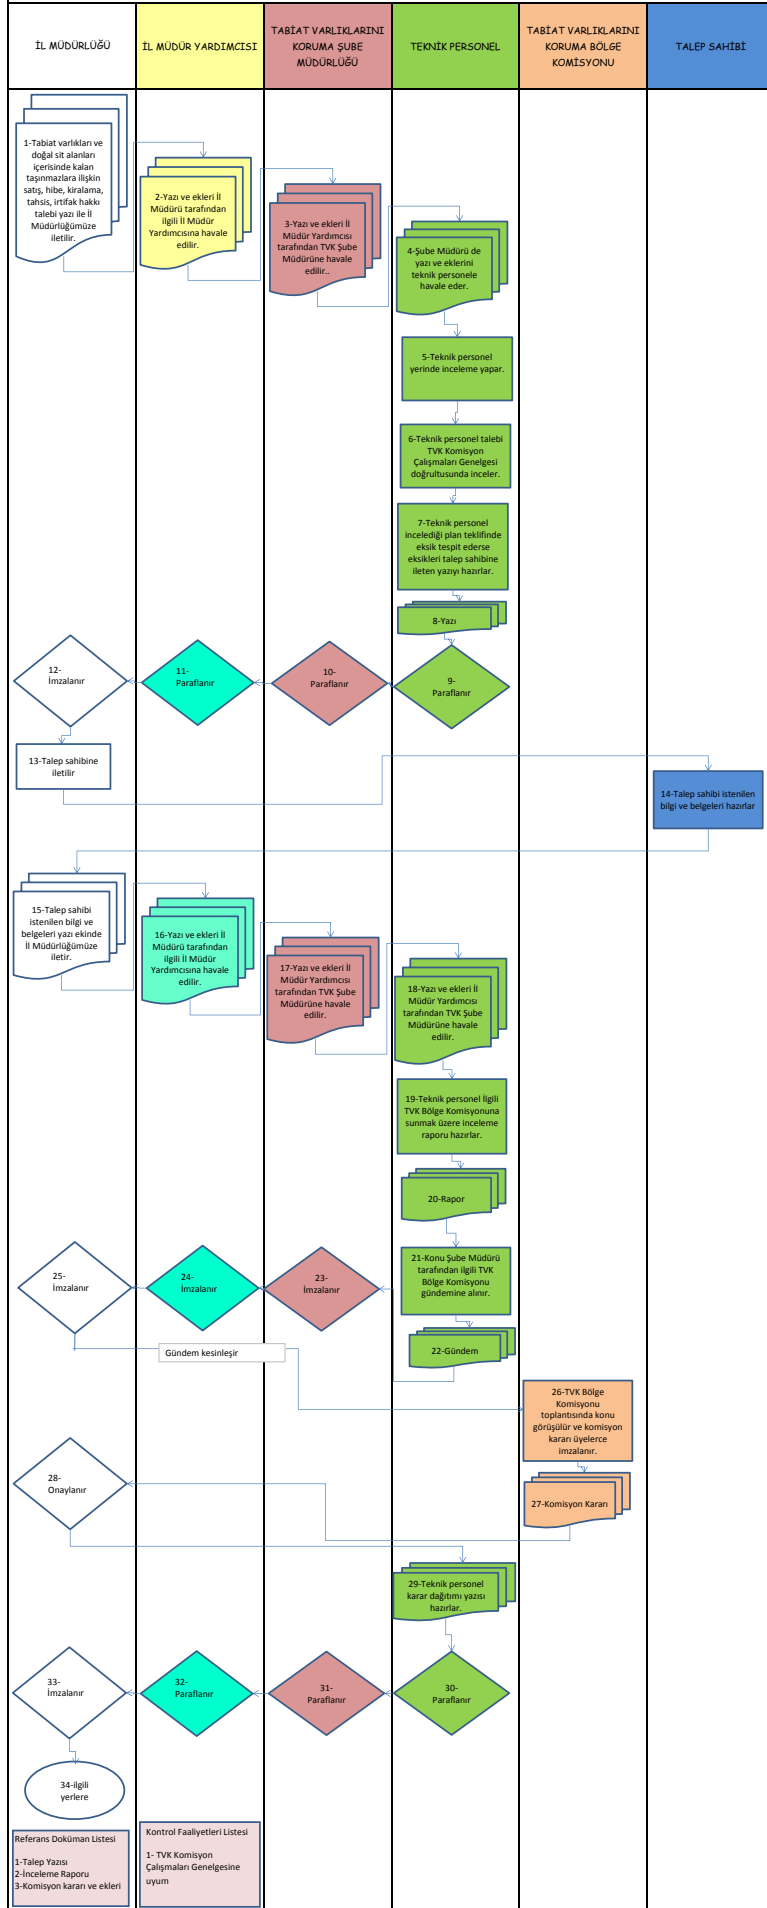 İL MÜDÜRLÜĞÜ
İL MÜDÜR YARDIMCISI
TABİAT VARLIKLARINI
KORUMA ŞUBE
MÜDÜRLÜĞÜ
TEKNİK PERSONEL
TABİAT VARLIKLARINI
KORUMA BÖLGE
KOMİSYONU
TALEP SAHİBİ
1-Tabiat varlıkları ve
doğal sit alanları
içerisinde kalan
taşınmazlara ilişkin
satış, hibe, kiralama,
tahsis, irtifak hakkı
talebi yazı ile İl
Müdürlüğümüze
iletilir.
2-Yazı ve ekleri İl
Müdürü tarafından
ilgili İl Müdür
Yardımcısına havale
edilir.
3-Yazı ve ekleri İl
Müdür Yardımcısı
tarafından TVK Şube
Müdürüne havale
edilir..
4-Şube Müdürü de
yazı ve eklerini
teknik personele
havale eder.
5-Teknik personel
yerinde inceleme yapar.
6-Teknik personel talebi
TVK Komisyon
Çalışmaları Genelgesi
doğrultusunda inceler.
7-Teknik personel
incelediği plan teklifinde
eksik tespit ederse
eksikleri talep sahibine
ileten yazıyı hazırlar.
8-Yazı
12-
İmzalanır
11-
Paraflanır
10-
Paraflanır
9-
Paraflanır
13-Talep sahibine
iletilir
14-Talep sahibi istenilen
bilgi ve belgeleri hazırlar
15-Talep sahibi
istenilen bilgi ve
belgeleri yazı ekinde
İl Müdürlüğümüze
iletir.
16-Yazı ve ekleri İl
Müdürü tarafından
ilgili İl Müdür
Yardımcısına havale
edilir.
17-Yazı ve ekleri İl
Müdür Yardımcısı
tarafından TVK Şube
Müdürüne havale
edilir.
18-Yazı ve ekleri İl
Müdür Yardımcısı
tarafından TVK Şube
Müdürüne havale
edilir.
19-Teknik personel İlgili
TVK Bölge Komisyonuna
sunmak üzere inceleme
raporu hazırlar.
20-Rapor
21-Konu Şube Müdürü
tarafından ilgili TVK
Bölge Komisyonu
gündemine alınır.
25-
İmzalanır
24-
İmzalanır
23-
İmzalanır
22-Gündem
Gündem kesinleşir
26-TVK Bölge
Komisyonu
toplantısında konu
görüşülür ve komisyon
kararı üyelerce
imzalanır.
28-
Onaylanır
27-Komisyon Kararı
29-Teknik personel
karar dağıtımı yazısı
hazırlar.
33-
İmzalanır
32-
Paraflanır
31-
Paraflanır
30-
Paraflanır
34-ilgili
yerlere
Referans Doküman Listesi
1-Talep Yazısı
2-İnceleme Raporu
3-Komisyon kararı ve ekleri
Kontrol Faaliyetleri Listesi
1- TVK Komisyon
Çalışmaları Genelgesine
uyum